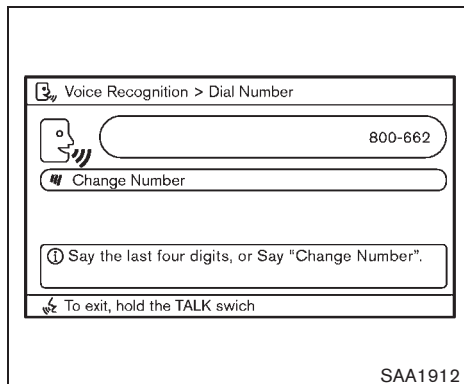 Voice Recognition > Dial Number
800-662
Change Number
Say the last four digits, or Say "Change Number".
To exit, hold the TALK swich
SAA1912